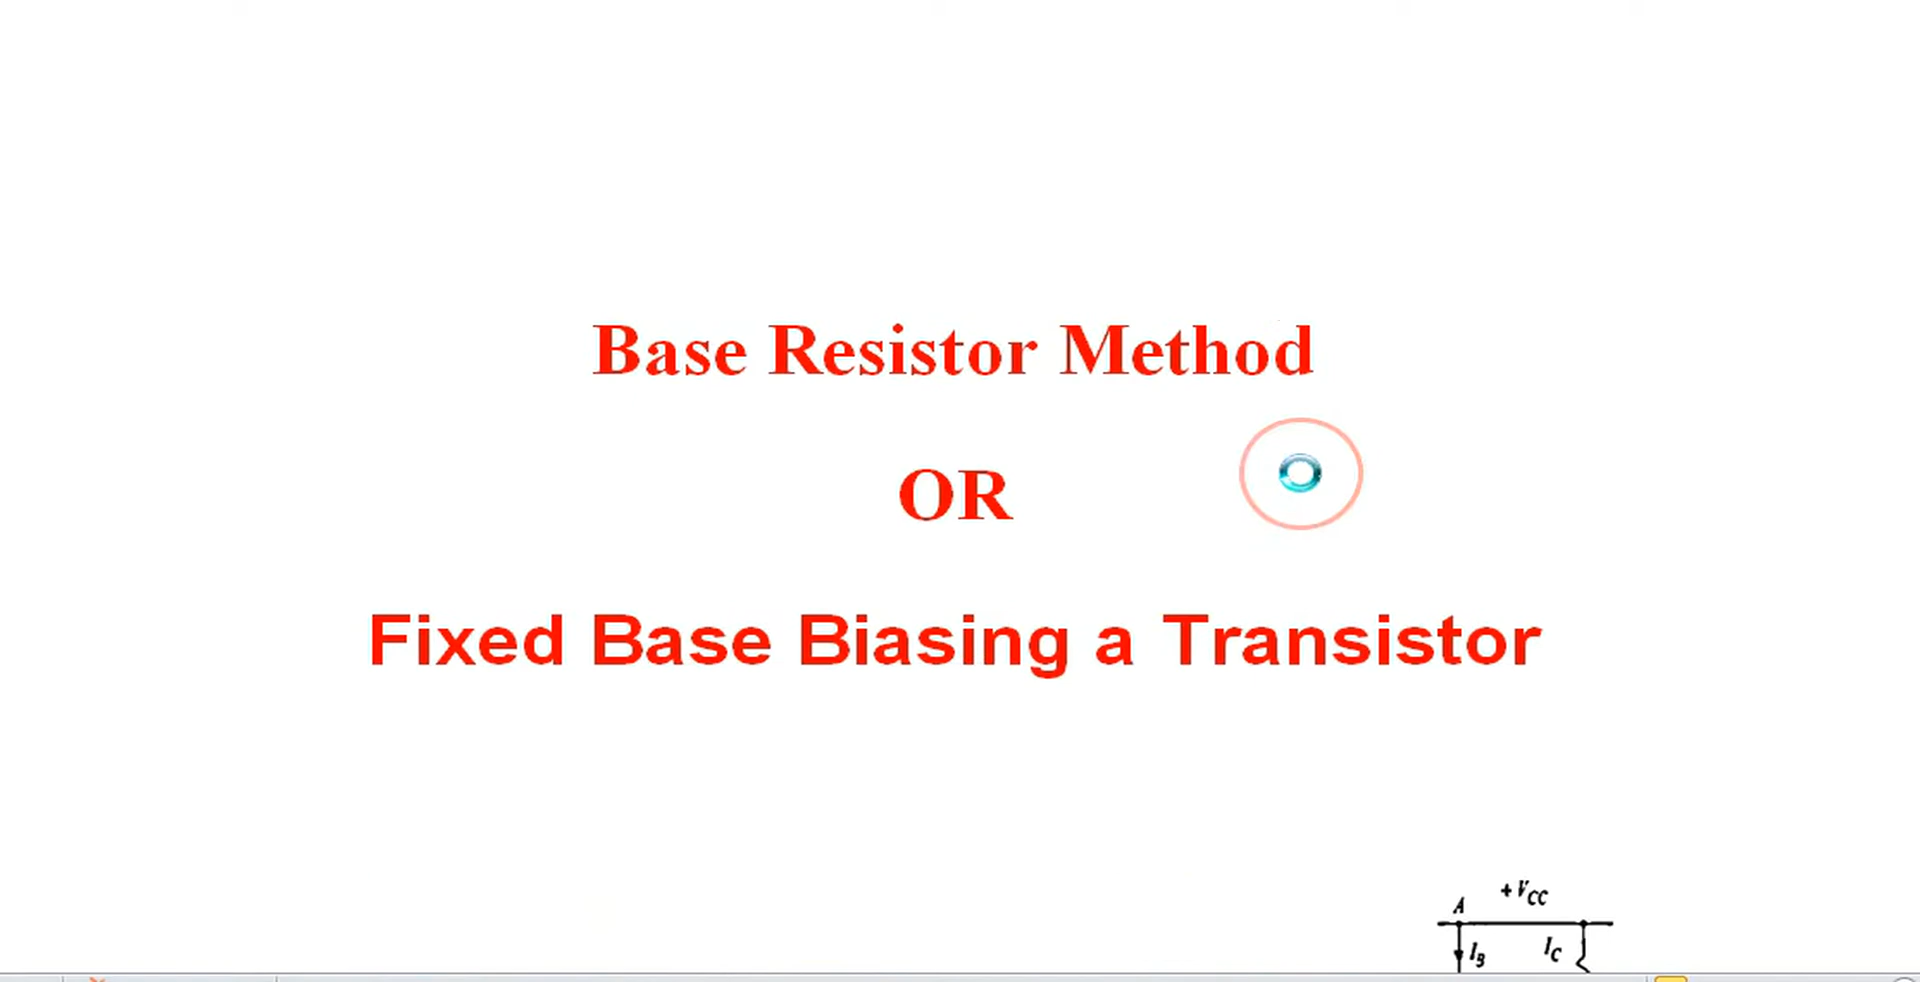 Base Resistor Method
OR
Fixed Base Biasing a Transistor
+VCC
A
IB IC